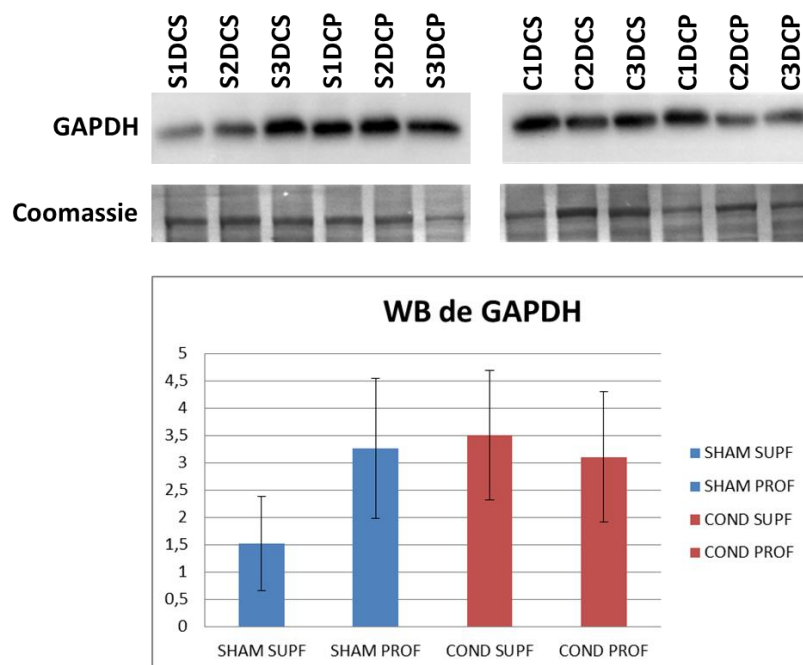 S1DCS S2DCS S3DCS S1DCP S2DCP S3DCP C1DCS C2DCS C3DCS C1DCP C2DCP C3DCP
GAPDH
Coomassie
WB de GAPDH
5
4,5
4
3,5
3
2,5
2
1,5
1
0,5
0
SHAM SUPF
SHAM PROF
COND SUPF
COND PROF
SHAM SUPF SHAM PROF COND SUPF COND PROF